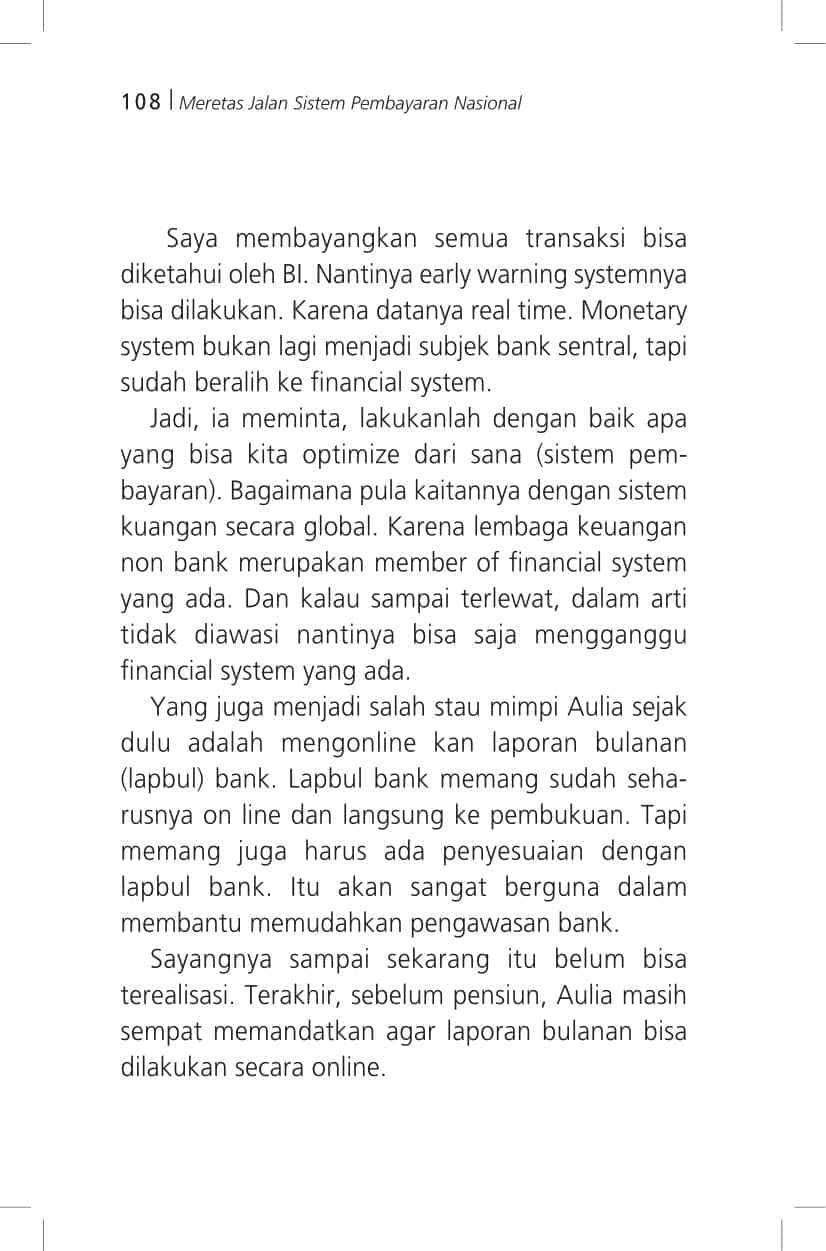 108 | Meretas Jalan Sistem Pembayaran Nasional
Saya membayangkan semua transaksi bisa
diketahui oleh BI. Nantinya early warning systemnya
bisa dilakukan. Karena datanya real time. Monetary
system bukan lagi menjadi subjek bank sentral, tapi
sudah beralih ke financial system.
Jadi, ia meminta, lakukanlah dengan baik apa
yang bisa kita optimize dari sana (sistem pem-
bayaran). Bagaimana pula kaitannya dengan sistem
kuangan secara global. Karena lembaga keuangan
non bank merupakan member of financial system
yang ada. Dan kalau sampai terlewat, dalam arti
tidak diawasi nantinya bisa saja mengganggu
financial system yang ada.
Yang juga menjadi salah stau mimpi Aulia sejak
dulu adalah mengonline kan laporan bulanan
(lapbul) bank. Lapbul bank memang sudah seha-
rusnya on line dan langsung ke pembukuan. Tapi
memang juga harus ada penyesuaian dengan
lapbul bank. Itu akan sangat berguna dalam
membantu memudahkan pengawasan bank.
Sayangnya sampai sekarang itu belum bisa
terealisasi. Terakhir, sebelum pensiun, Aulia masih
sempat memandatkan agar laporan bulanan bisa
dilakukan secara online.